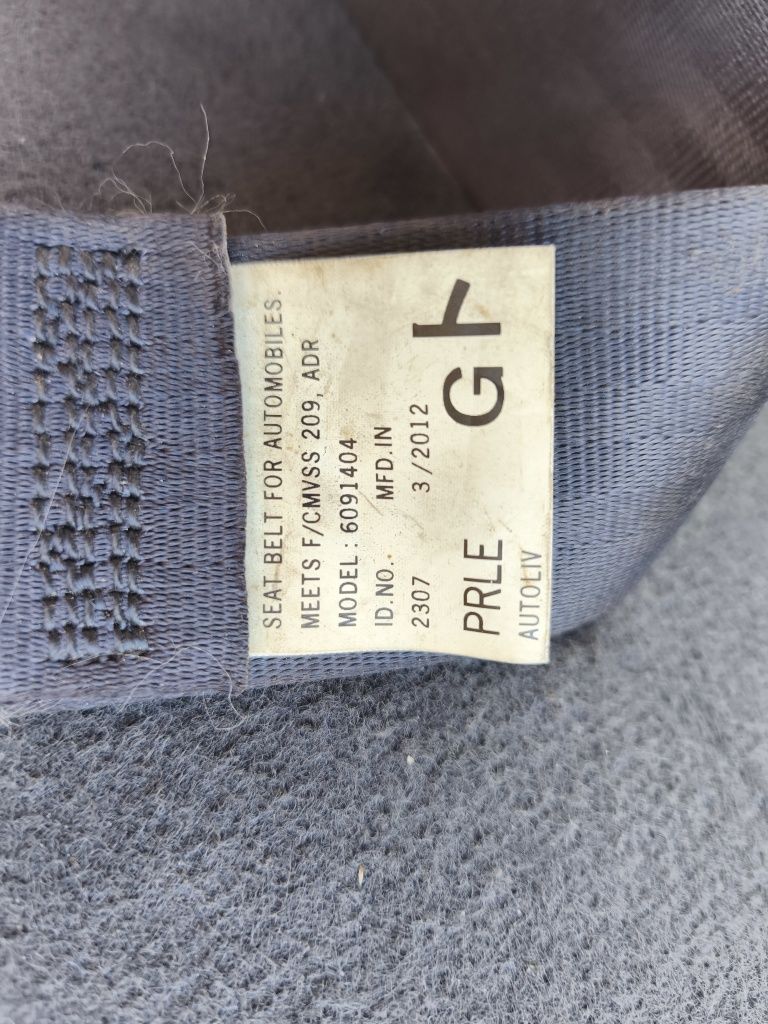 SEAT BELT FOR AUTOMOBILES.
MEETS F/CMVSS 209, ADR
MODEL : 6091404
ID.NO. MFD.IN
2307 3/2012
PRLE G ト
AUTOLIV